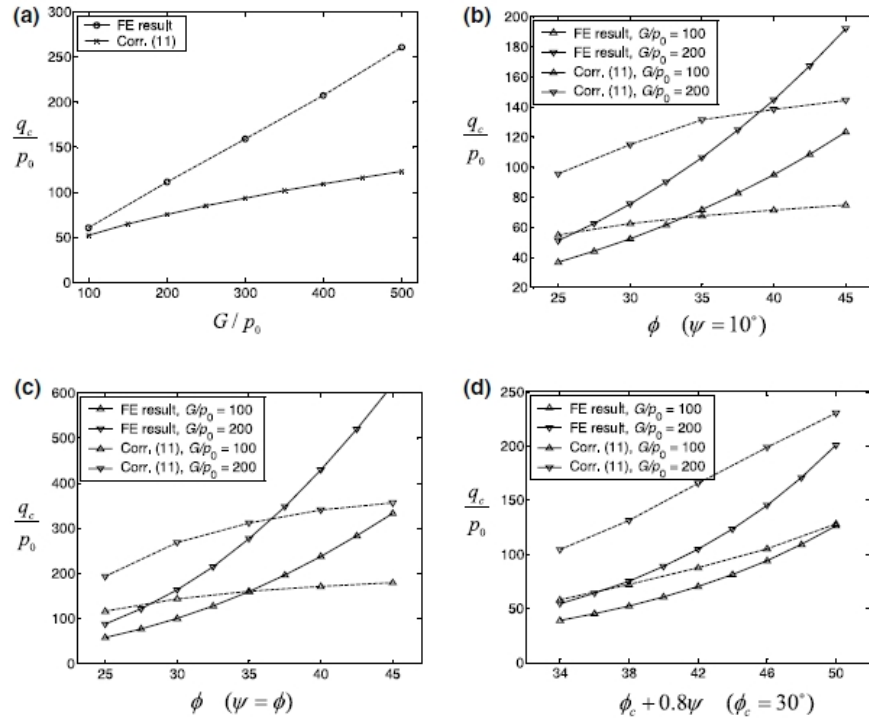 (a)
FE result
Corr. (11)
300
250
200
150
100
50
0
q_c
p_0
100 200 300 400 500
G / p_0
(b)
FE result, G/p_0 = 100
FE result, G/p_0 = 200
Corr. (11), G/p_0 = 100
Corr. (11), G/p_0 = 200
200
180
160
140
120
100
80
60
40
20
q_c
p_0
25 30 35 40 45
ϕ (ψ = 10°)
(c)
FE result, G/p_0 = 100
FE result, G/p_0 = 200
Corr. (11), G/p_0 = 100
Corr. (11), G/p_0 = 200
600
500
400
300
200
100
0
q_c
p_0
25 30 35 40 45
ϕ (ψ = ϕ)
(d)
FE result, G/p_0 = 100
FE result, G/p_0 = 200
Corr. (11), G/p_0 = 100
Corr. (11), G/p_0 = 200
250
200
150
100
50
0
q_c
p_0
34 38 42 46 50
ϕ_c + 0.8ψ (ϕ_c = 30°)